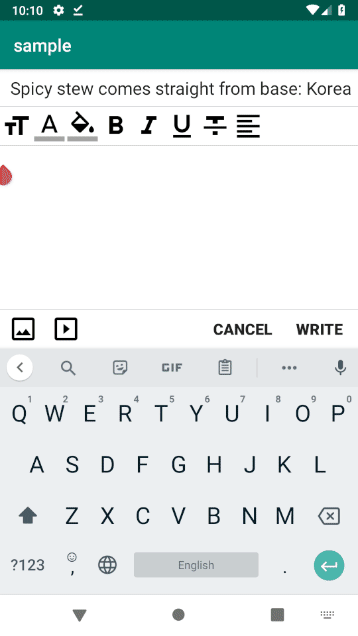 10:10
sample
Spicy stew comes straight from base: Korea
TT A B I U T
CANCEL WRITE
GIF
1 2 3 4 5 6 7 8 9 0
Q W E R T Y U I O P
A S D F G H J K L
Z X C V B N M
?123 , English .